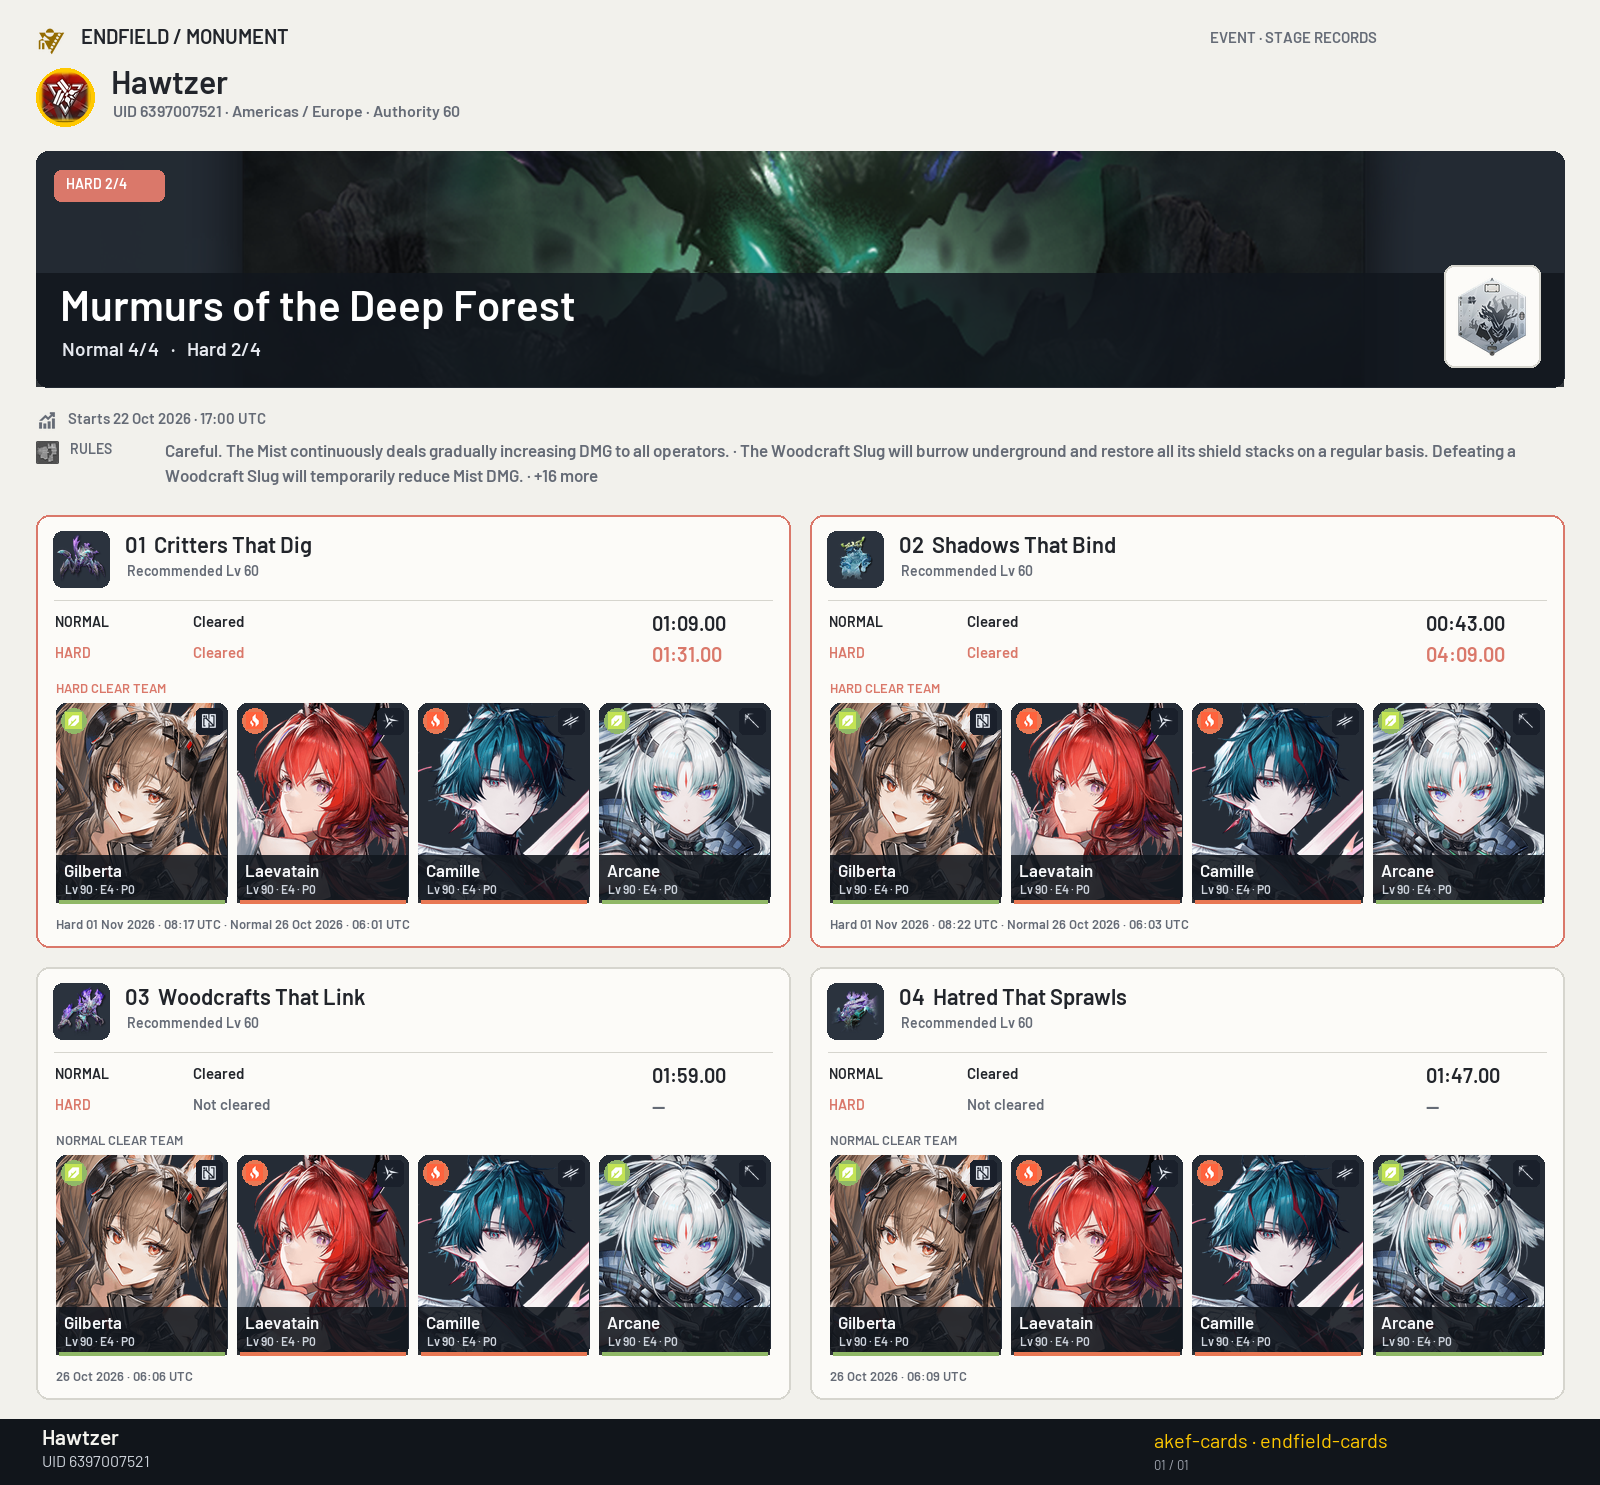 ENDFIELD / MONUMENT
EVENT · STAGE RECORDS
Hawtzer
UID 6397007521 · Americas / Europe · Authority 60
HARD 2/4
Murmurs of the Deep Forest
Normal 4/4 · Hard 2/4
Starts 22 Oct 2026 · 17:00 UTC
RULES
Careful. The Mist continuously deals gradually increasing DMG to all operators. · The Woodcraft Slug will burrow underground and restore all its shield stacks on a regular basis. Defeating a
Woodcraft Slug will temporarily reduce Mist DMG. · +16 more
01 Critters That Dig
Recommended Lv 60
NORMAL Cleared 01:09.00
HARD Cleared 01:31.00
HARD CLEAR TEAM
Gilberta
Lv 90 · E4 · P0
Laevatain
Lv 90 · E4 · P0
Camille
Lv 90 · E4 · P0
Arcane
Lv 90 · E4 · P0
Hard 01 Nov 2026 · 08:17 UTC · Normal 26 Oct 2026 · 06:01 UTC
02 Shadows That Bind
Recommended Lv 60
NORMAL Cleared 00:43.00
HARD Cleared 04:09.00
HARD CLEAR TEAM
Gilberta
Lv 90 · E4 · P0
Laevatain
Lv 90 · E4 · P0
Camille
Lv 90 · E4 · P0
Arcane
Lv 90 · E4 · P0
Hard 01 Nov 2026 · 08:22 UTC · Normal 26 Oct 2026 · 06:03 UTC
03 Woodcrafts That Link
Recommended Lv 60
NORMAL Cleared 01:59.00
HARD Not cleared —
NORMAL CLEAR TEAM
Gilberta
Lv 90 · E4 · P0
Laevatain
Lv 90 · E4 · P0
Camille
Lv 90 · E4 · P0
Arcane
Lv 90 · E4 · P0
26 Oct 2026 · 06:06 UTC
04 Hatred That Sprawls
Recommended Lv 60
NORMAL Cleared 01:47.00
HARD Not cleared —
NORMAL CLEAR TEAM
Gilberta
Lv 90 · E4 · P0
Laevatain
Lv 90 · E4 · P0
Camille
Lv 90 · E4 · P0
Arcane
Lv 90 · E4 · P0
26 Oct 2026 · 06:09 UTC
Hawtzer
UID 6397007521
akef-cards · endfield-cards
01 / 01